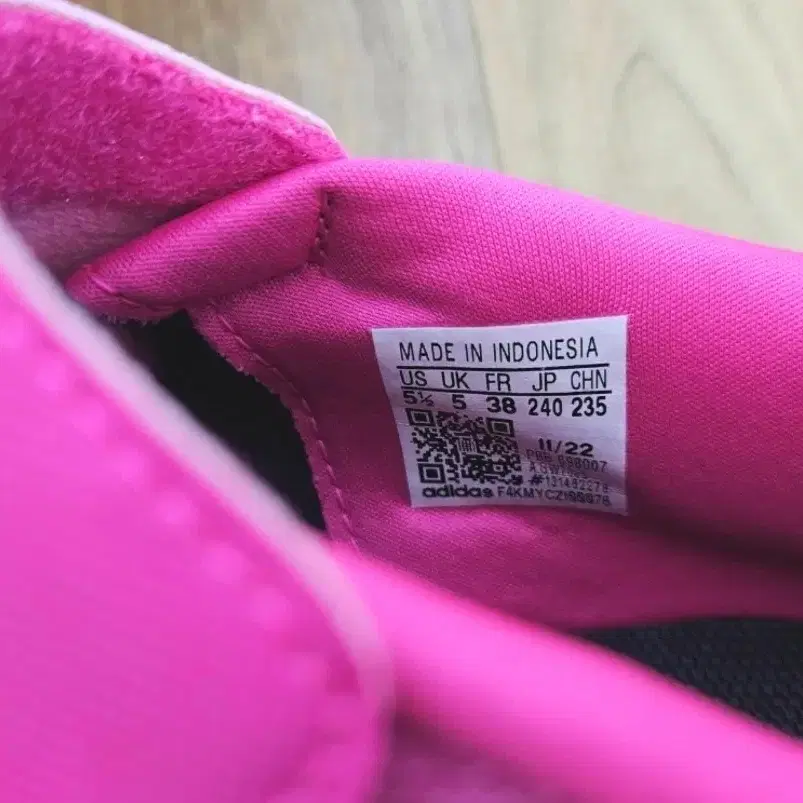 MADE IN INDONESIA
US UK FR JP CHN
5½ 5 38 240 235
11/22
adidas